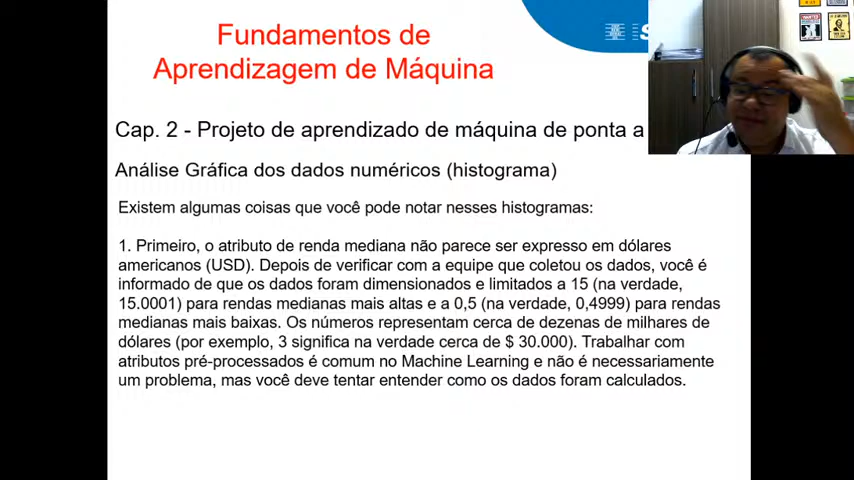 Fundamentos de
Aprendizagem de Máquina
Cap. 2 - Projeto de aprendizado de máquina de ponta a
Análise Gráfica dos dados numéricos (histograma)
Existem algumas coisas que você pode notar nesses histogramas:
1. Primeiro, o atributo de renda mediana não parece ser expresso em dólares
americanos (USD). Depois de verificar com a equipe que coletou os dados, você é
informado de que os dados foram dimensionados e limitados a 15 (na verdade,
15.0001) para rendas medianas mais altas e a 0,5 (na verdade, 0,4999) para rendas
medianas mais baixas. Os números representam cerca de dezenas de milhares de
dólares (por exemplo, 3 significa na verdade cerca de $ 30.000). Trabalhar com
atributos pré-processados é comum no Machine Learning e não é necessariamente
um problema, mas você deve tentar entender como os dados foram calculados.
WANTED